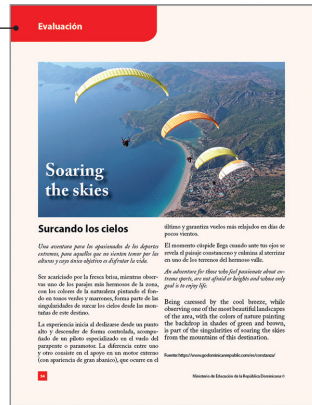 Evaluación
Soaring
the skies
Surcando los cielos
Una aventura para los apasionados de los deportes
extremos, para aquellos que no sienten temor por las
alturas y cuyo único objetivo es disfrutar la vida.
Ser acariciado por la fresca brisa, mientras obser-
vas uno de los parajes más hermosos de la zona,
con los colores de la naturaleza pintando el fon-
do en tonos verdes y marrones, forma parte de las
singularidades de surcar los cielos desde las mon-
tañas de este destino.
La experiencia inicia al deslizarse desde un punto
alto y descender de forma controlada, acompa-
ñado de un piloto especializado en el vuelo del
parapente o paramotor. La diferencia entre uno
y otro consiste en el apoyo en un motor externo
(con apariencia de gran abanico), que ocurre en el
último y garantiza vuelos más relajados en días de
pocos vientos.
El momento cúspide llega cuando ante tus ojos se
revela el paisaje constancero y culmina al aterrizar
en uno de los terrenos del hermoso valle.
An adventure for those who feel passionate about ex-
treme sports, are not afraid or heights and whose only
goal is to enjoy life.
Being caressed by the cool breeze, while
observing one of the most beautiful landscapes
of the area, with the colors of nature painting
the backdrop in shades of green and brown,
is part of the singularities of soaring the skies
from the mountains of this destination.
Fuente: https://www.godominicanrepublic.com/es/constanza/
Ministerio de Educación de la República Dominicana ©